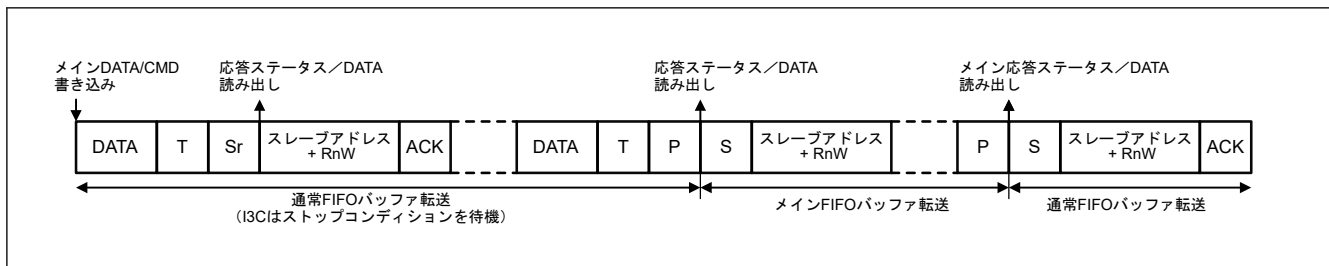 メインDATA/CMD
書き込み
応答ステータス／DATA
読み出し
応答ステータス／DATA
読み出し
メイン応答ステータス／DATA
読み出し
DATA T Sr スレーブアドレス + RnW ACK DATA T P S スレーブアドレス + RnW P S スレーブアドレス + RnW ACK
通常FIFOバッファ転送
（I3Cはストップコンディションを待機）
メインFIFOバッファ転送
通常FIFOバッファ転送